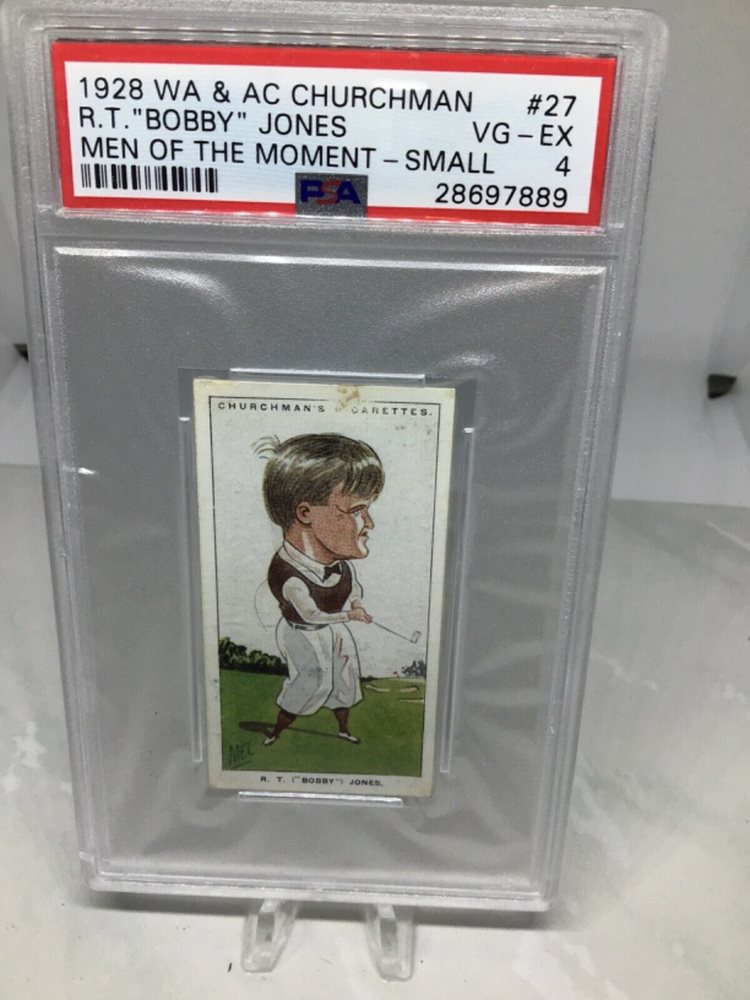 1928 WA & AC CHURCHMAN #27
R.T."BOBBY" JONES VG-EX
MEN OF THE MOMENT-SMALL 4
PSA 28697889
CHURCHMAN'S ARETTES.
MEL
R. T. ("BOBBY") JONES.